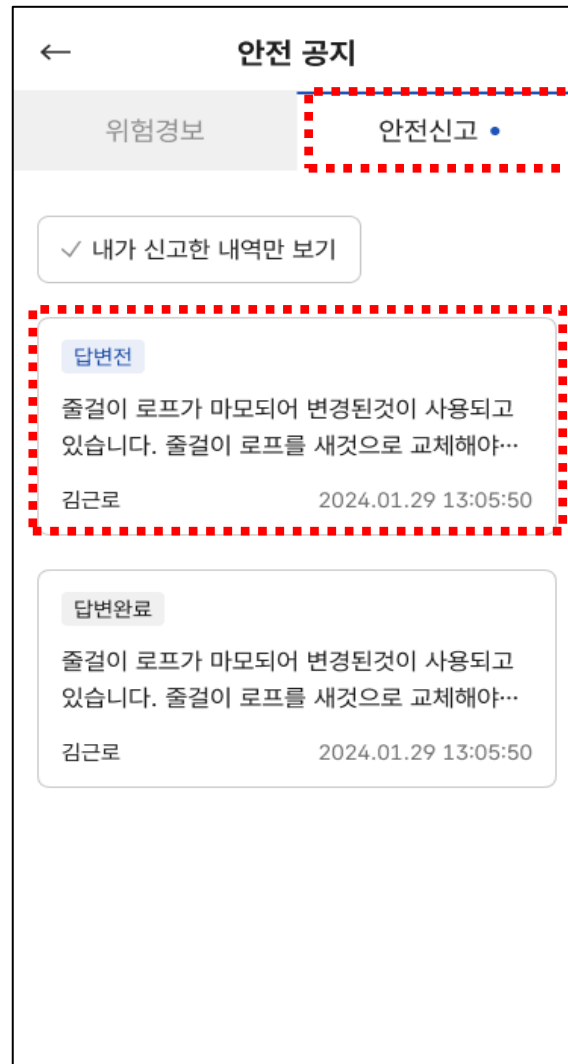 안전 공지
위험경보
안전신고
내가 신고한 내역만 보기
답변전
줄걸이 로프가 마모되어 변경된것이 사용되고
있습니다. 줄걸이 로프를 새것으로 교체해야…
김근로 2024.01.29 13:05:50
답변완료
줄걸이 로프가 마모되어 변경된것이 사용되고
있습니다. 줄걸이 로프를 새것으로 교체해야…
김근로 2024.01.29 13:05:50